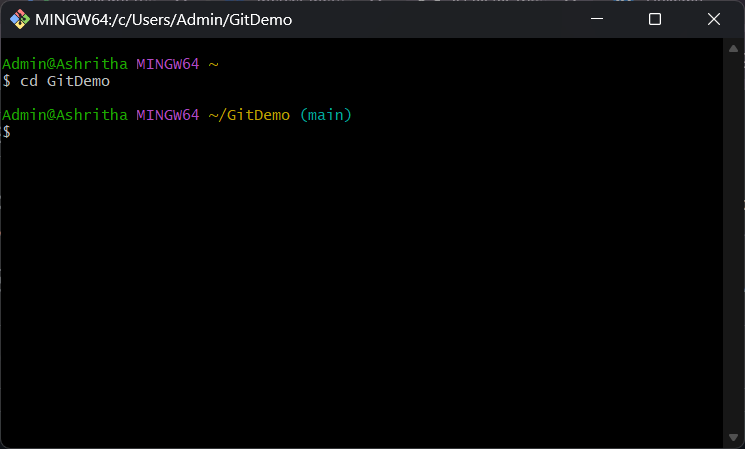 MINGW64:/c/Users/Admin/GitDemo
Admin@Ashritha MINGW64 ~
$ cd GitDemo
Admin@Ashritha MINGW64 ~/GitDemo (main)
$